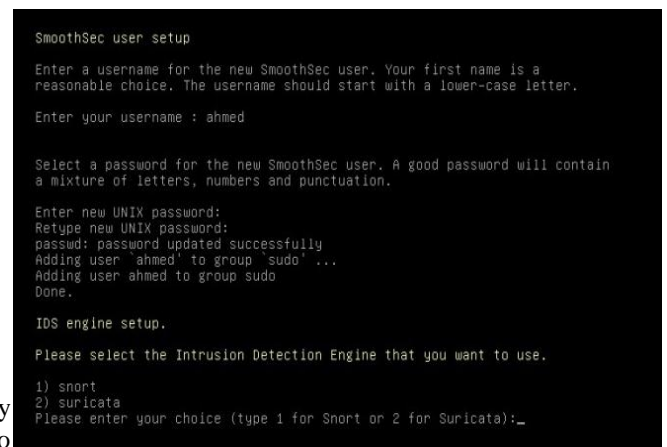 SmoothSec user setup
Enter a username for the new SmoothSec user. Your first name is a
reasonable choice. The username should start with a lower-case letter.
Enter your username : ahmed
Select a password for the new SmoothSec user. A good password will contain
a mixture of letters, numbers and punctuation.
Enter new UNIX password:
Retype new UNIX password:
passwd: password updated successfully
Adding user `ahmed' to group `sudo' ...
Adding user ahmed to group sudo
Done.
IDS engine setup.
Please select the Intrusion Detection Engine that you want to use.
1) snort
2) suricata
Please enter your choice (type 1 for Snort or 2 for Suricata):_
y
o